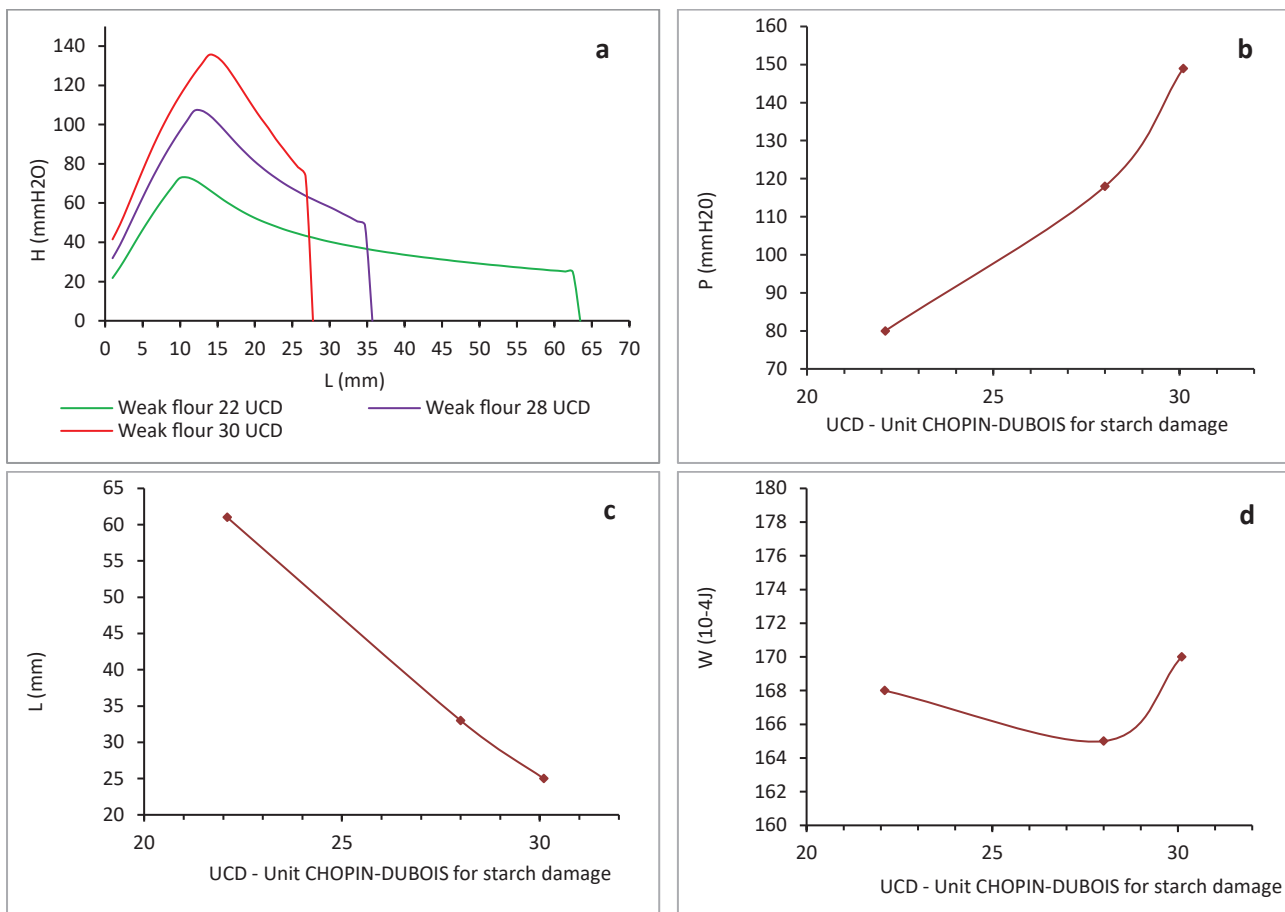 a
H (mmH2O)
140
120
100
80
60
40
20
0
0 5 10 15 20 25 30 35 40 45 50 55 60 65 70
L (mm)
Weak flour 22 UCD
Weak flour 28 UCD
Weak flour 30 UCD
b
P (mmH20)
160
150
140
130
120
110
100
90
80
70
20 25 30
UCD - Unit CHOPIN-DUBOIS for starch damage
c
L (mm)
65
60
55
50
45
40
35
30
25
20
20 25 30
UCD - Unit CHOPIN-DUBOIS for starch damage
d
W (10-4J)
180
178
176
174
172
170
168
166
164
162
160
20 25 30
UCD - Unit CHOPIN-DUBOIS for starch damage